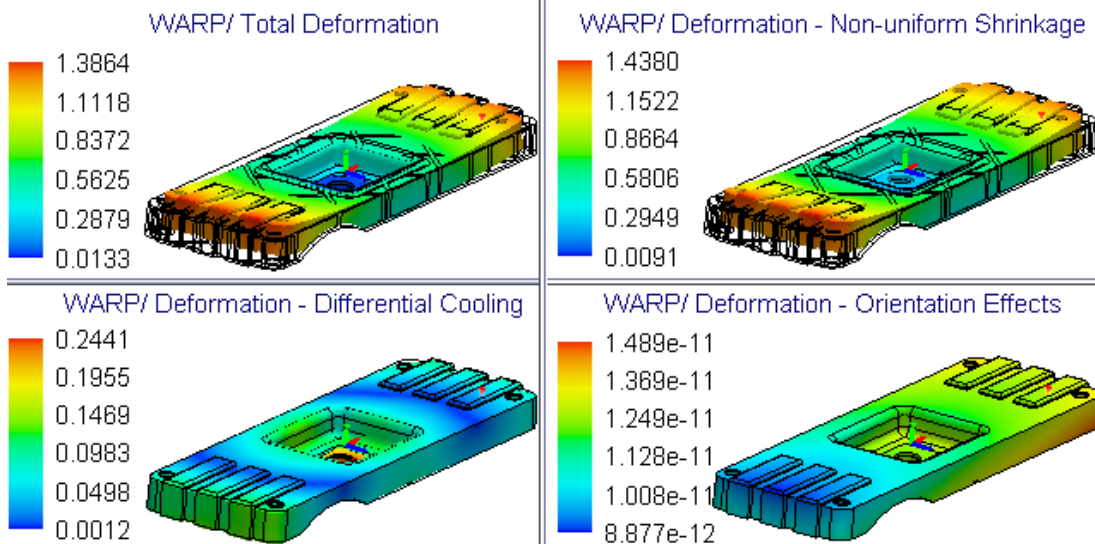 WARP/ Total Deformation
1.3864
1.1118
0.8372
0.5625
0.2879
0.0133
WARP/ Deformation - Non-uniform Shrinkage
1.4380
1.1522
0.8664
0.5806
0.2949
0.0091
WARP/ Deformation - Differential Cooling
0.2441
0.1955
0.1469
0.0983
0.0498
0.0012
WARP/ Deformation - Orientation Effects
1.489e-11
1.369e-11
1.249e-11
1.128e-11
1.008e-11
8.877e-12